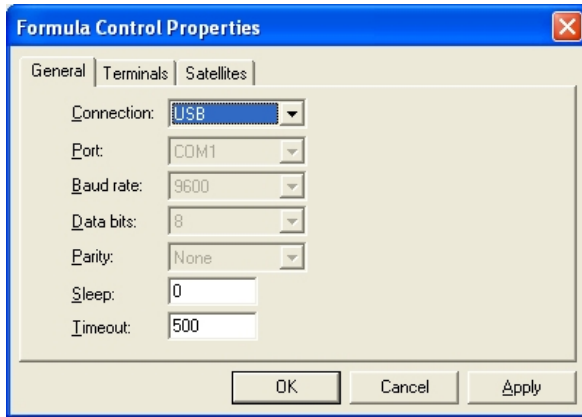 Formula Control Properties
General Terminals Satellites
Connection: USB
Port: COM1
Baud rate: 9600
Data bits: 8
Parity: None
Sleep: 0
Timeout: 500
OK Cancel Apply